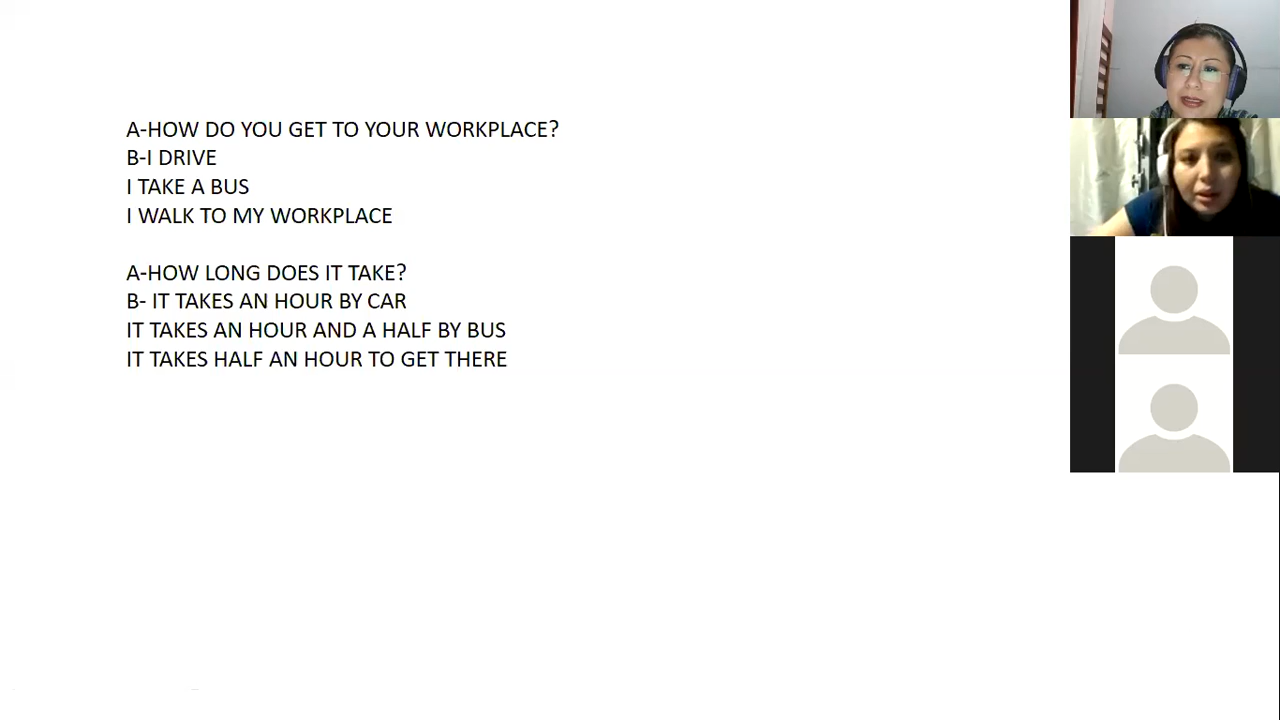 A-HOW DO YOU GET TO YOUR WORKPLACE?
B-I DRIVE
I TAKE A BUS
I WALK TO MY WORKPLACE
A-HOW LONG DOES IT TAKE?
B- IT TAKES AN HOUR BY CAR
IT TAKES AN HOUR AND A HALF BY BUS
IT TAKES HALF AN HOUR TO GET THERE